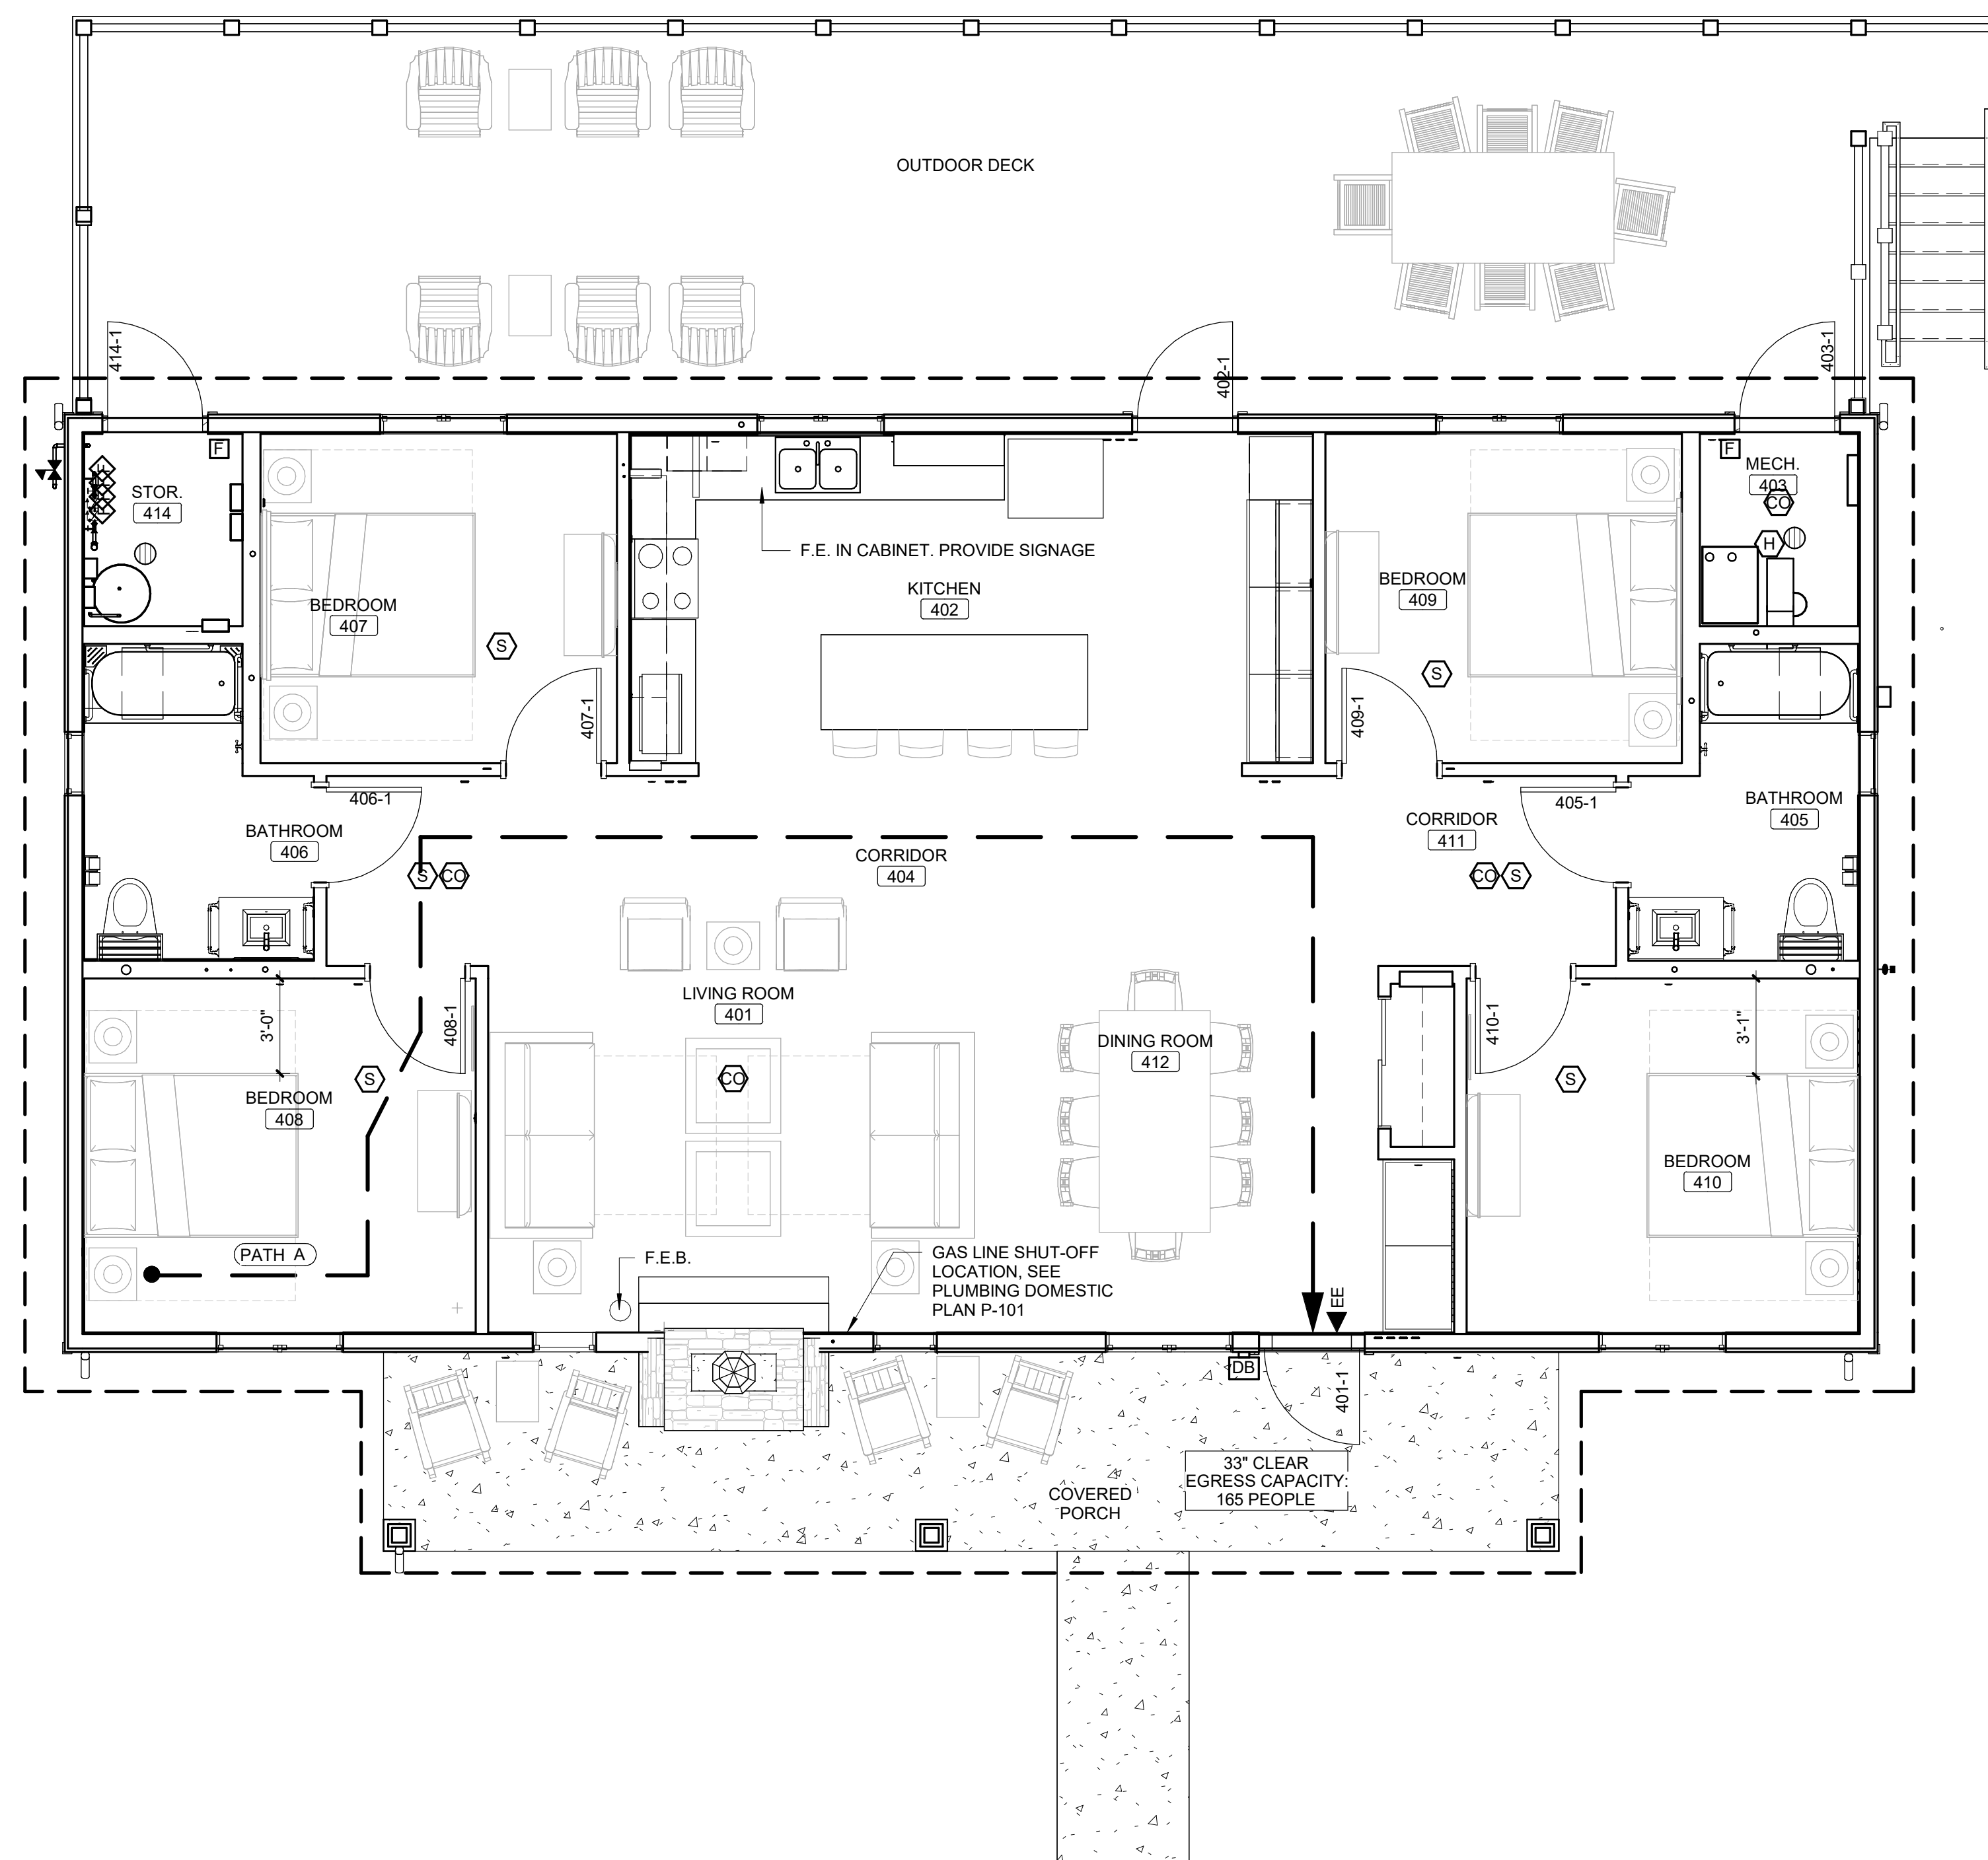 OUTDOOR DECK
414-1
402-1
403-1
F
STOR.
414
F
MECH.
403
CO
H
F.E. IN CABINET. PROVIDE SIGNAGE
KITCHEN
402
BEDROOM
407
S
407-1
BEDROOM
409
S
409-1
406-1
BATHROOM
406
405-1
BATHROOM
405
CORRIDOR
411
CORRIDOR
404
S
CO
CO
S
LIVING ROOM
401
CO
DINING ROOM
412
3'-0"
408-1
S
BEDROOM
408
410-1
3'-1"
S
BEDROOM
410
PATH A
F.E.B.
GAS LINE SHUT-OFF
LOCATION, SEE
PLUMBING DOMESTIC
PLAN P-101
EE
DB
401-1
33" CLEAR
EGRESS CAPACITY:
165 PEOPLE
COVERED
PORCH